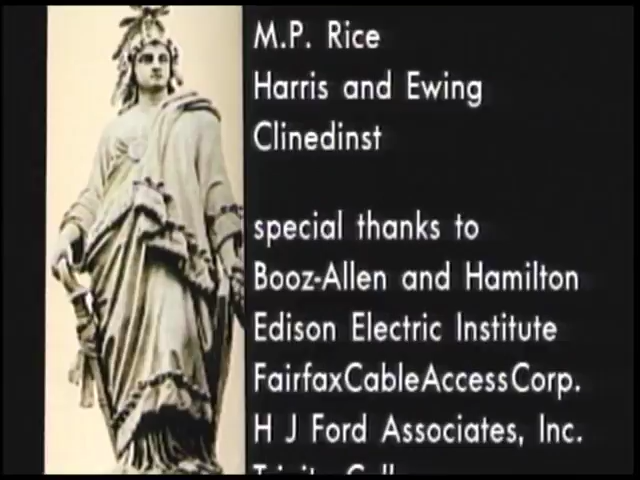 M.P. Rice
Harris and Ewing
Clinedinst
special thanks to
Booz-Allen and Hamilton
Edison Electric Institute
FairfaxCableAccessCorp.
H J Ford Associates, Inc.